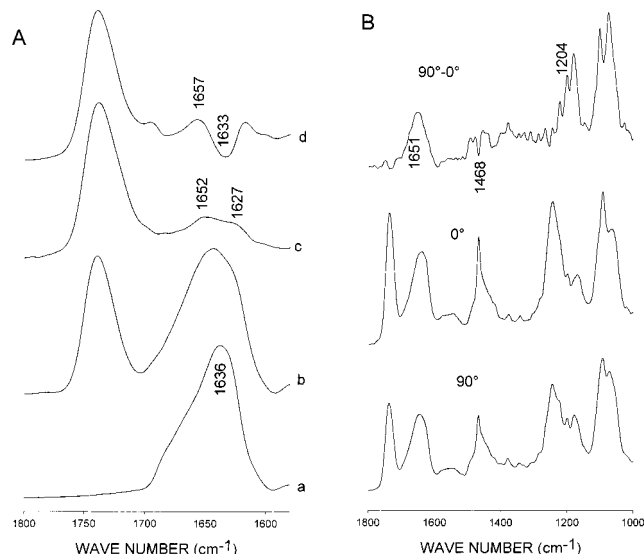 A
1657
1633
d
1652
1627
c
b
1636
a
1800 1750 1700 1650 1600
WAVE NUMBER (cm-1)
B
90°-0°
1204
1651
1468
0°
90°
1800 1600 1400 1200 1000
WAVE NUMBER (cm-1)